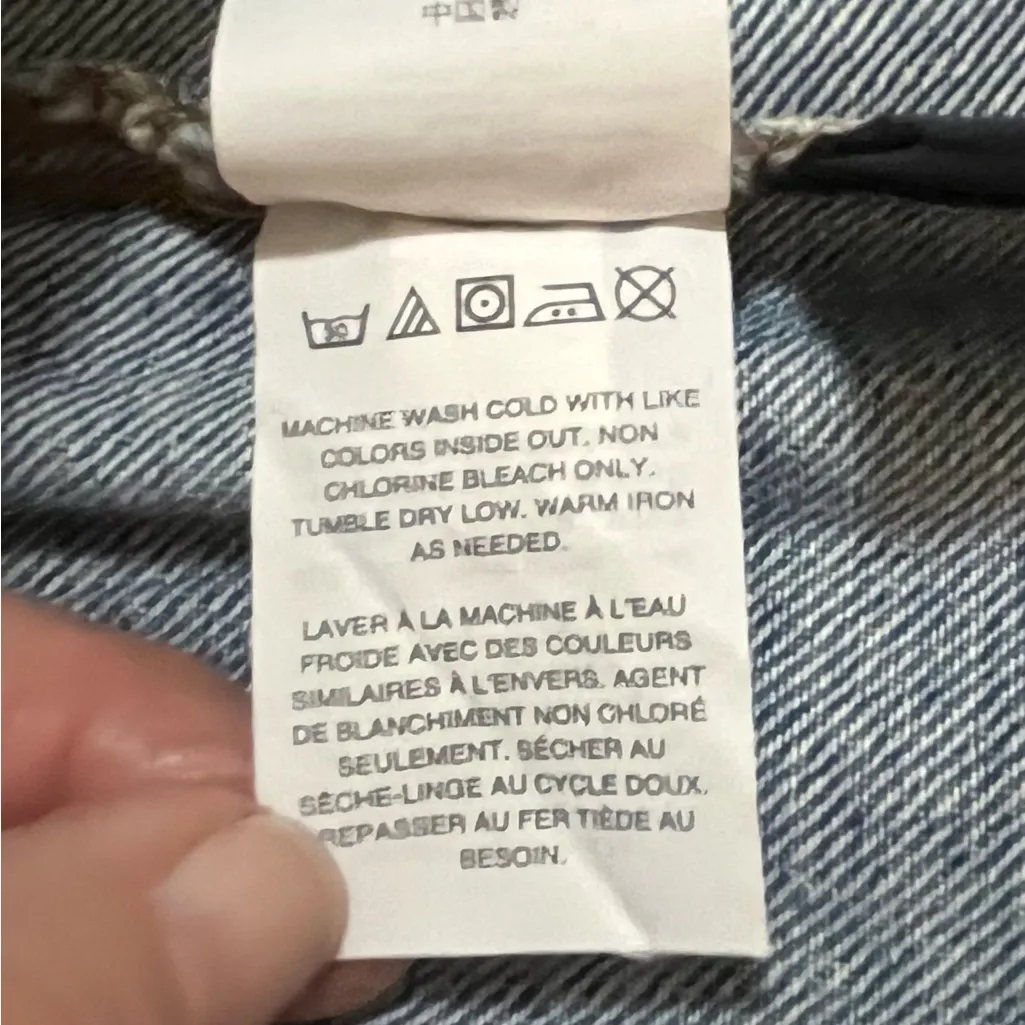 中国製
MACHINE WASH COLD WITH LIKE
COLORS INSIDE OUT. NON
CHLORINE BLEACH ONLY.
TUMBLE DRY LOW. WARM IRON
AS NEEDED.
LAVER À LA MACHINE À L'EAU
FROIDE AVEC DES COULEURS
SIMILAIRES À L'ENVERS. AGENT
DE BLANCHIMENT NON CHLORÉ
SEULEMENT. SÉCHER AU
SÈCHE-LINGE AU CYCLE DOUX.
REPASSER AU FER TIÈDE AU
BESOIN.